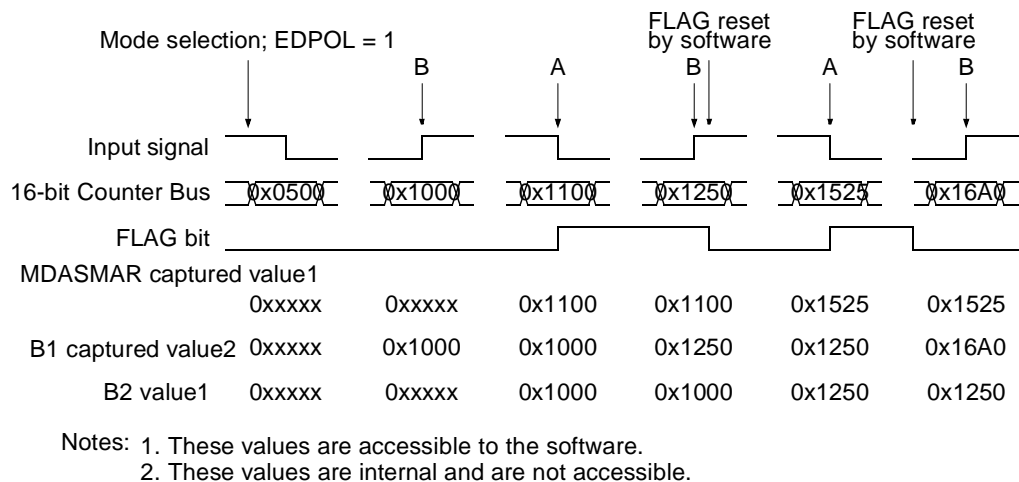 FLAG reset FLAG reset
Mode selection; EDPOL = 1 by software by software
B A B A B
Input signal
16-bit Counter Bus 0x0500 0x1000 0x1100 0x1250 0x1525 0x16A0
FLAG bit
MDASMAR captured value1
0xxxxx 0xxxxx 0x1100 0x1100 0x1525 0x1525
B1 captured value2 0xxxxx 0x1000 0x1000 0x1250 0x1250 0x16A0
B2 value1 0xxxxx 0xxxxx 0x1000 0x1000 0x1250 0x1250
Notes: 1. These values are accessible to the software.
2. These values are internal and are not accessible.